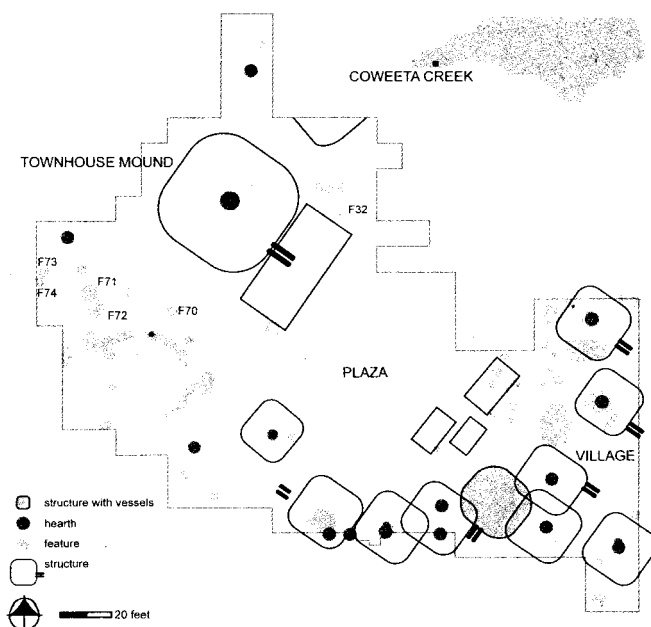 COWEETA CREEK
TOWNHOUSE MOUND
F32
F73
F71
F74
F72
F70
PLAZA
VILLAGE
structure with vessels
hearth
feature
structure
20 feet